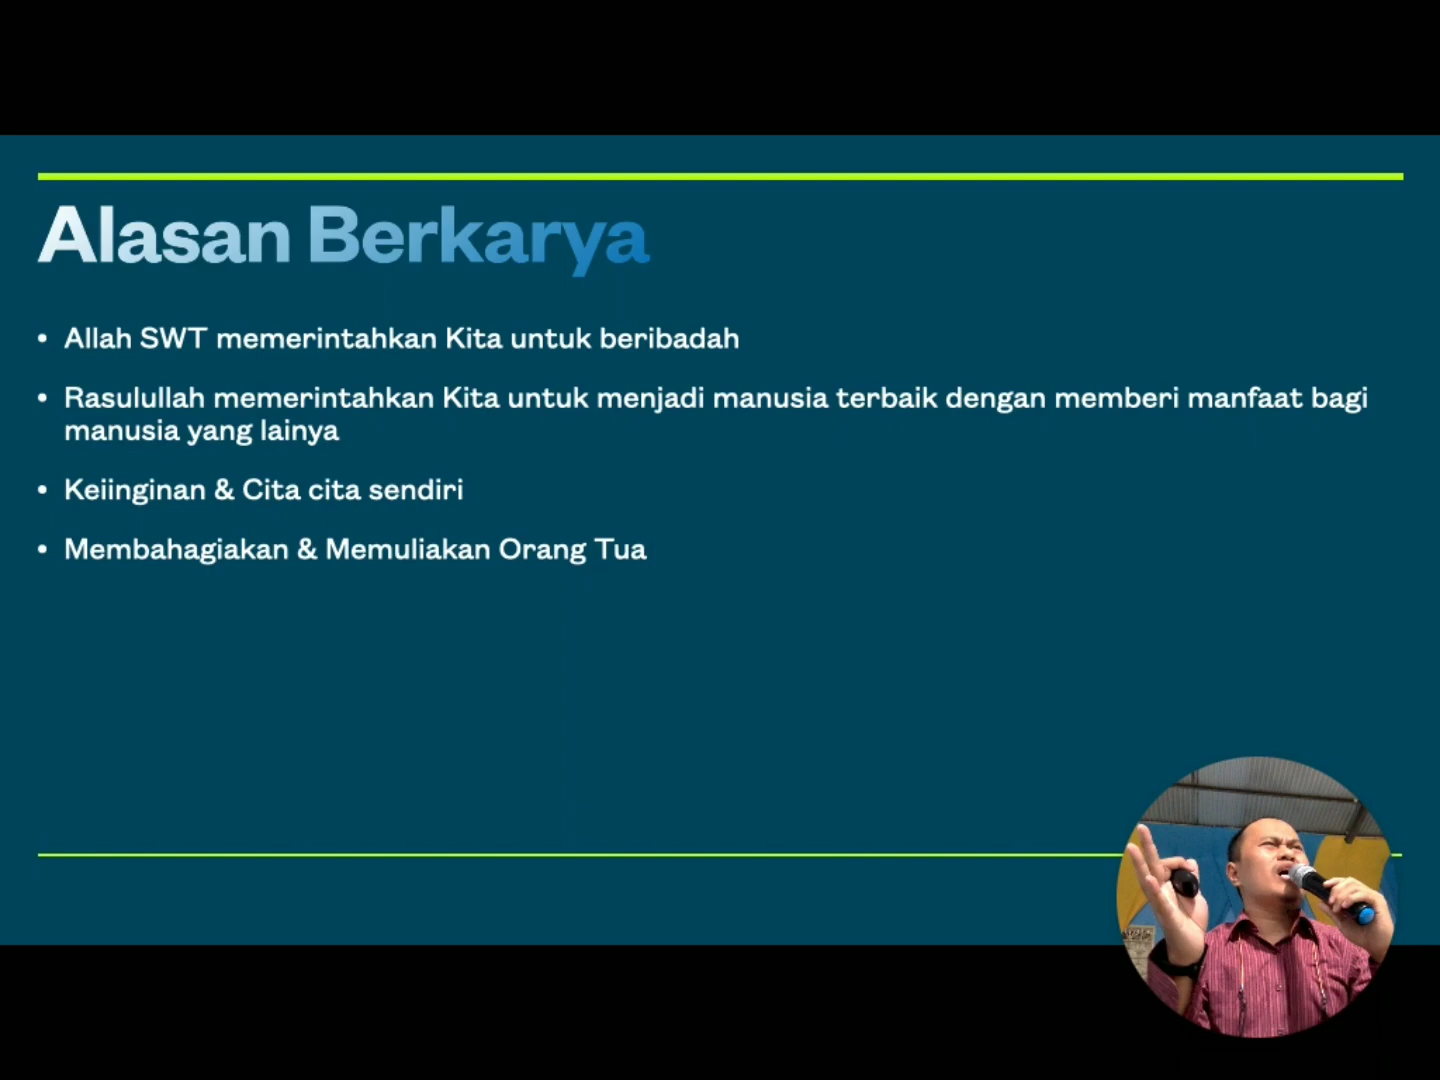 Alasan Berkarya
• Allah SWT memerintahkan Kita untuk beribadah
• Rasulullah memerintahkan Kita untuk menjadi manusia terbaik dengan memberi manfaat bagi
manusia yang lainya
• Keiinginan & Cita cita sendiri
• Membahagiakan & Memuliakan Orang Tua